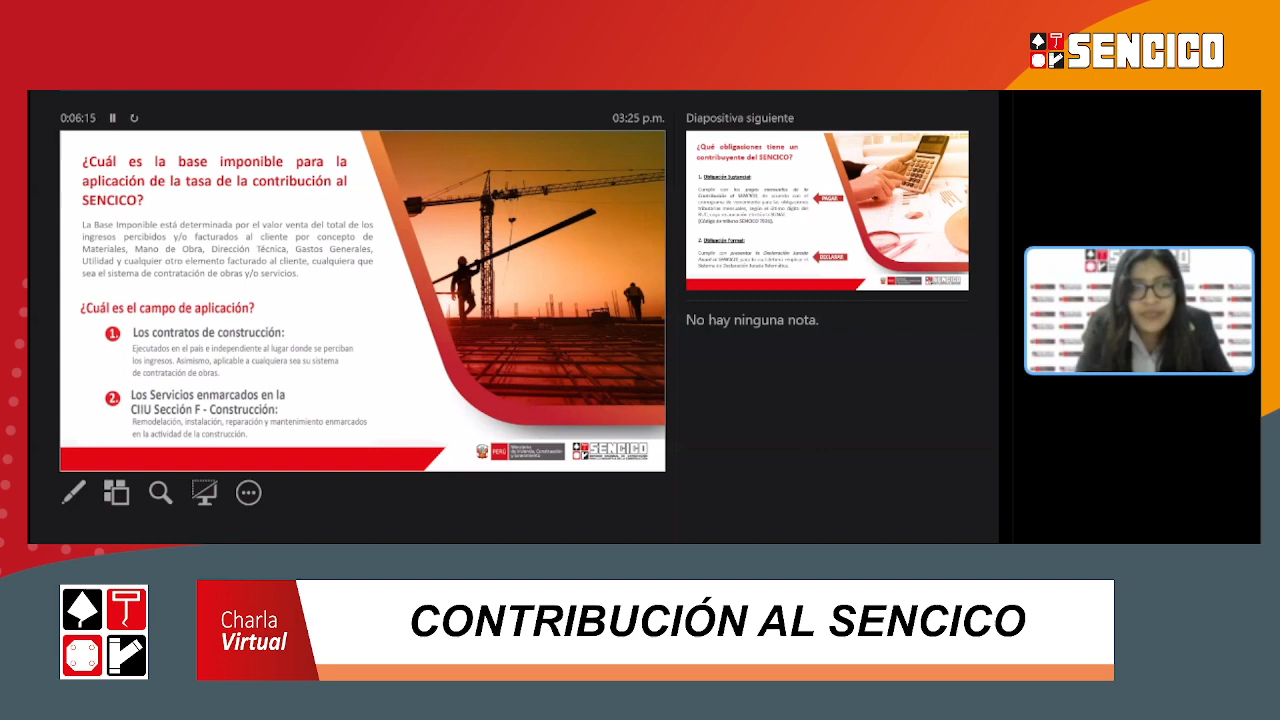 SENCICO
0:06:15
03:25 p.m.
Diapositiva siguiente
¿Cuál es la base imponible para la
aplicación de la tasa de la contribución al
SENCICO?
La Base Imponible está determinada por el valor venta del total de los
ingresos percibidos y/o facturados al cliente por concepto de
Materiales, Mano de Obra, Dirección Técnica, Gastos Generales,
Utilidad y cualquier otro elemento facturado al cliente, cualquiera que
sea el sistema de contratación de obras y/o servicios.
¿Cuál es el campo de aplicación?
1. Los contratos de construcción:
Ejecutados en el país e independiente al lugar donde se perciban
los ingresos. Asimismo, aplicable a cualquiera sea su sistema
de contratación de obras.
2. Los Servicios enmarcados en la
CIIU Sección F - Construcción:
Remodelación, instalación, reparación y mantenimiento enmarcados
en la actividad de la construcción.
PERÚ
Ministerio
de Vivienda, Construcción
y Saneamiento
SENCICO
¿Qué obligaciones tiene un
contribuyente del SENCICO?
1. Obligación Sustancial:
PAGAR
2. Obligación Formal:
DECLARAR
No hay ninguna nota.
Charla
Virtual
CONTRIBUCIÓN AL SENCICO